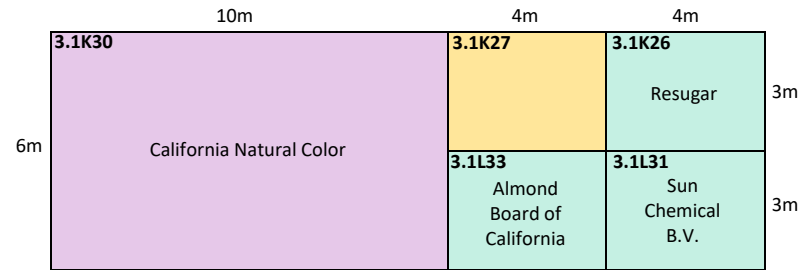 10m
4m
4m
3.1K30
3.1K27
3.1K26
Resugar
3m
6m
California Natural Color
3.1L33
Almond
Board of
California
3.1L31
Sun
Chemical
B.V.
3m